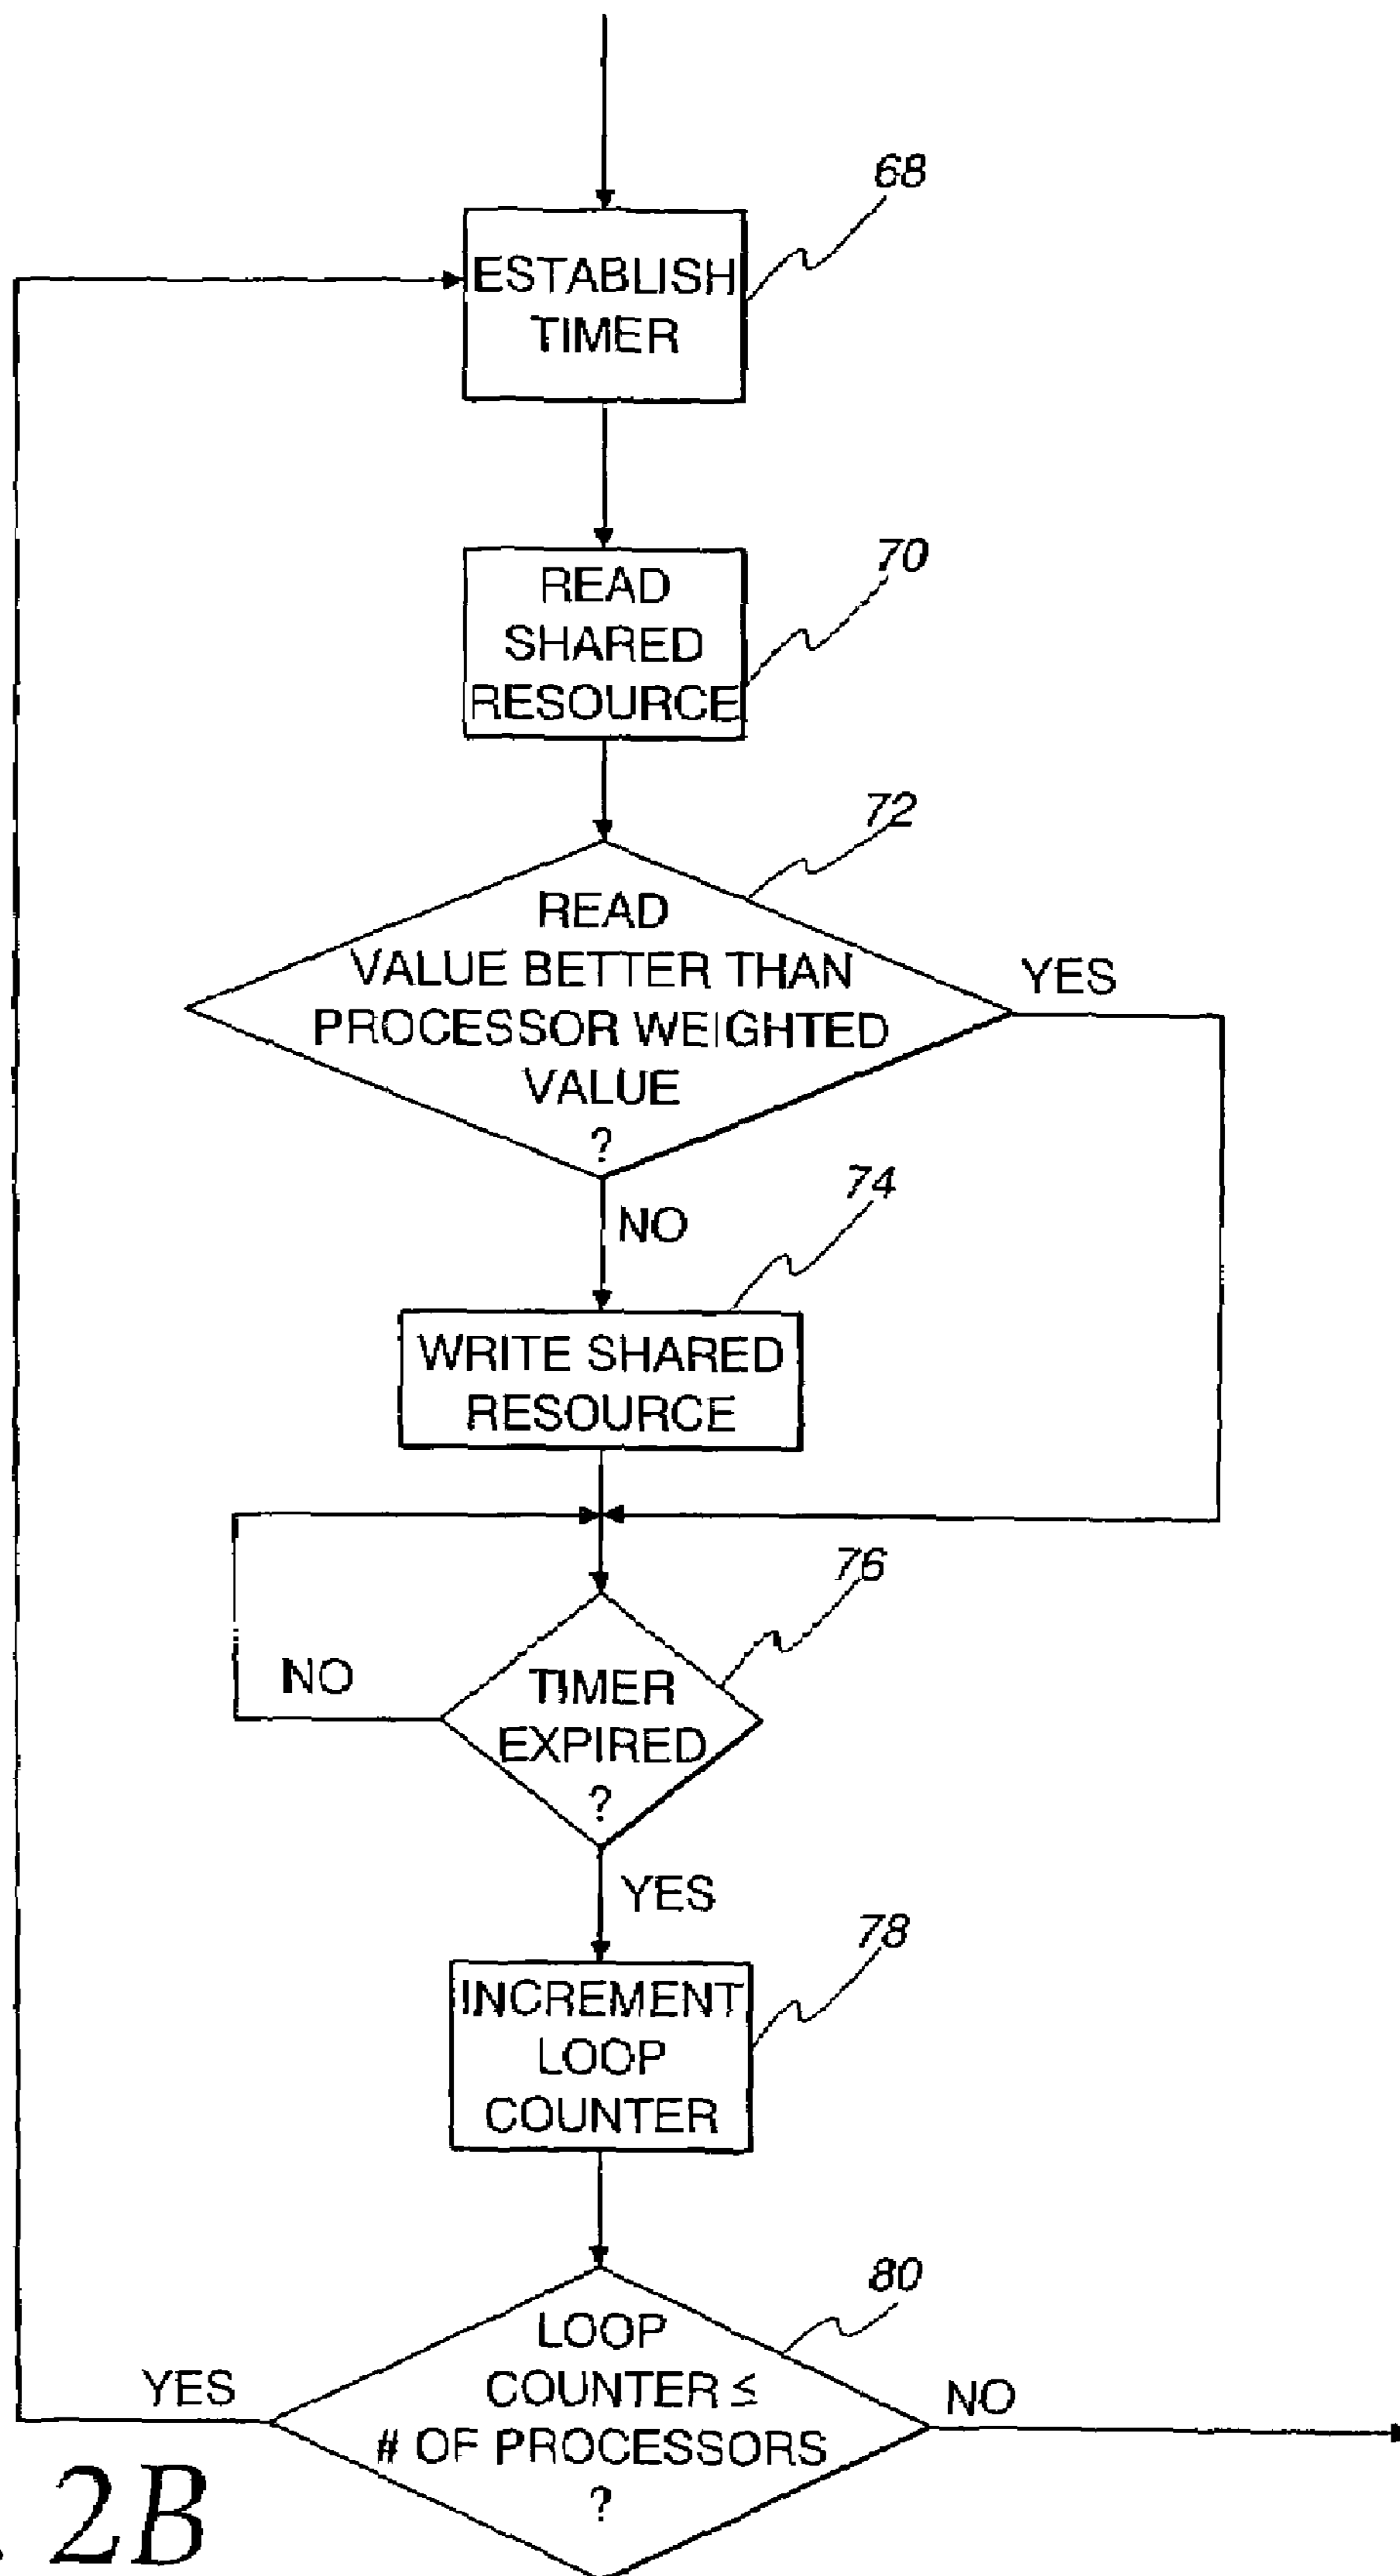 68
ESTABLISH
TIMER
70
READ
SHARED
RESOURCE
72
READ
VALUE BETTER THAN
PROCESSOR WEIGHTED
VALUE
?
YES
74
NO
WRITE SHARED
RESOURCE
76
NO
TIMER
EXPIRED
?
YES
78
INCREMENT
LOOP
COUNTER
80
LOOP
COUNTER ≤
# OF PROCESSORS
?
YES
NO
. 2B